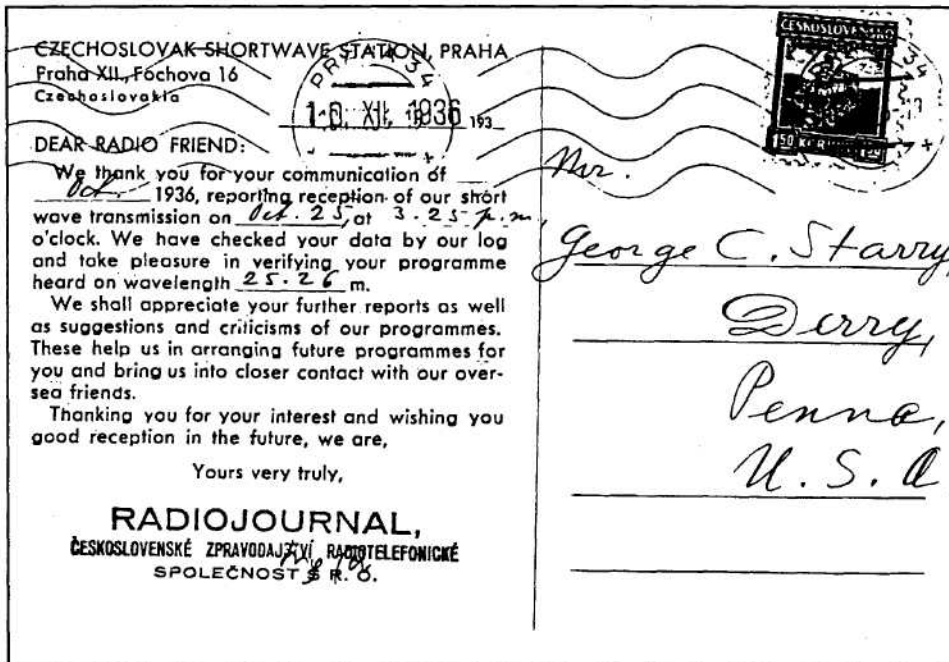 CZECHOSLOVAK SHORTWAVE STATION, PRAHA
Praha XII., Fochova 16
Czechoslovakia
10. XII. 1936
193
DEAR RADIO FRIEND:
We thank you for your communication of
Oct. 1936, reporting reception of our short
wave transmission on Oct. 25, at 3.25 p.m.,
o'clock. We have checked your data by our log
and take pleasure in verifying your programme
heard on wavelength 25.26 m.
We shall appreciate your further reports as well
as suggestions and criticisms of our programmes.
These help us in arranging future programmes for
you and bring us into closer contact with our over-
sea friends.
Thanking you for your interest and wishing you
good reception in the future, we are,
Yours very truly,
RADIOJOURNAL,
ČESKOSLOVENSKÉ ZPRAVODAJSTVÍ RADIOTELEFONICKÉ
SPOLEČNOST S R. O.
ČESKOSLOVENSKO
Mr.
George C. Starry,
Derry,
Penna,
U. S. A